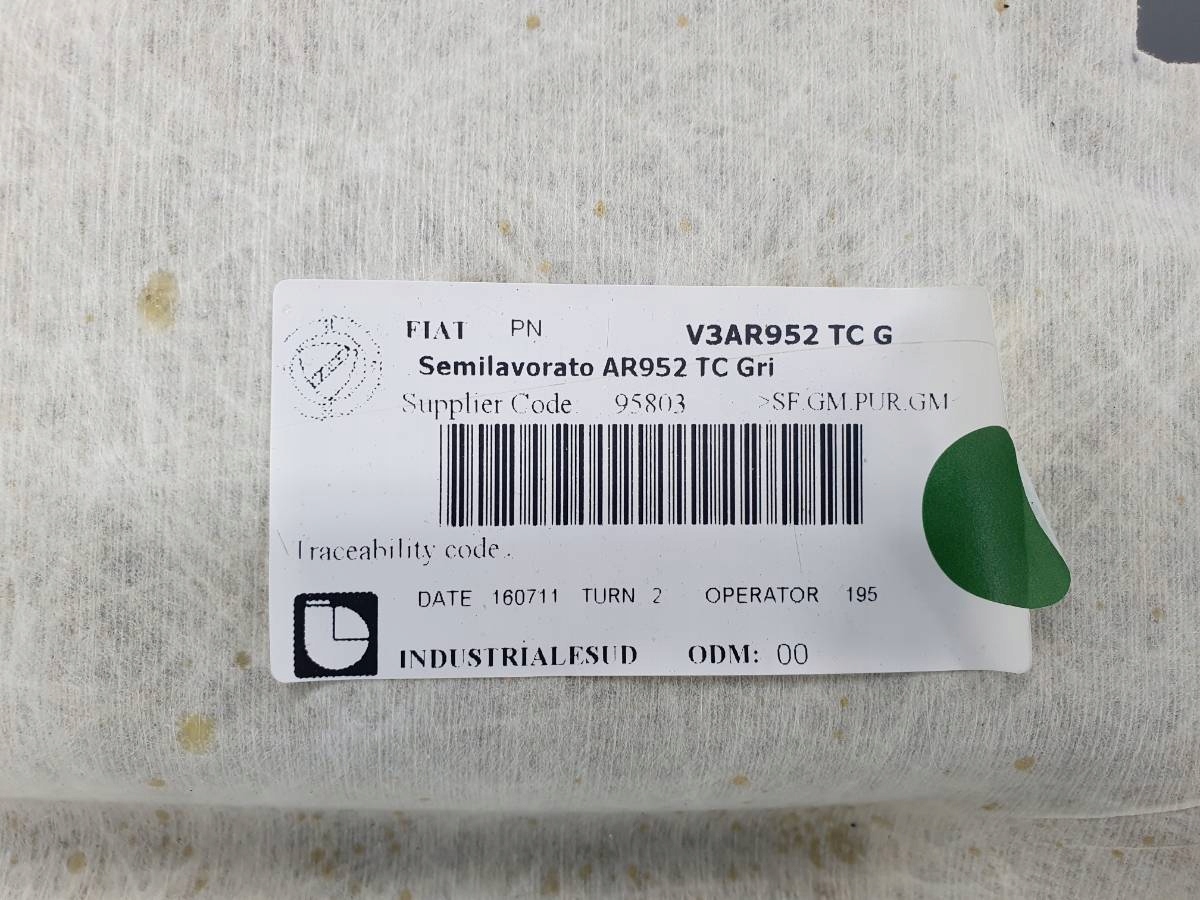 FIAT PN V3AR952 TC G
Semilavorato AR952 TC Gri
Supplier Code 95803 >SF.GM.PUR.GM
Traceability code.
DATE 160711 TURN 2 OPERATOR 195
INDUSTRIALESUD ODM: 00